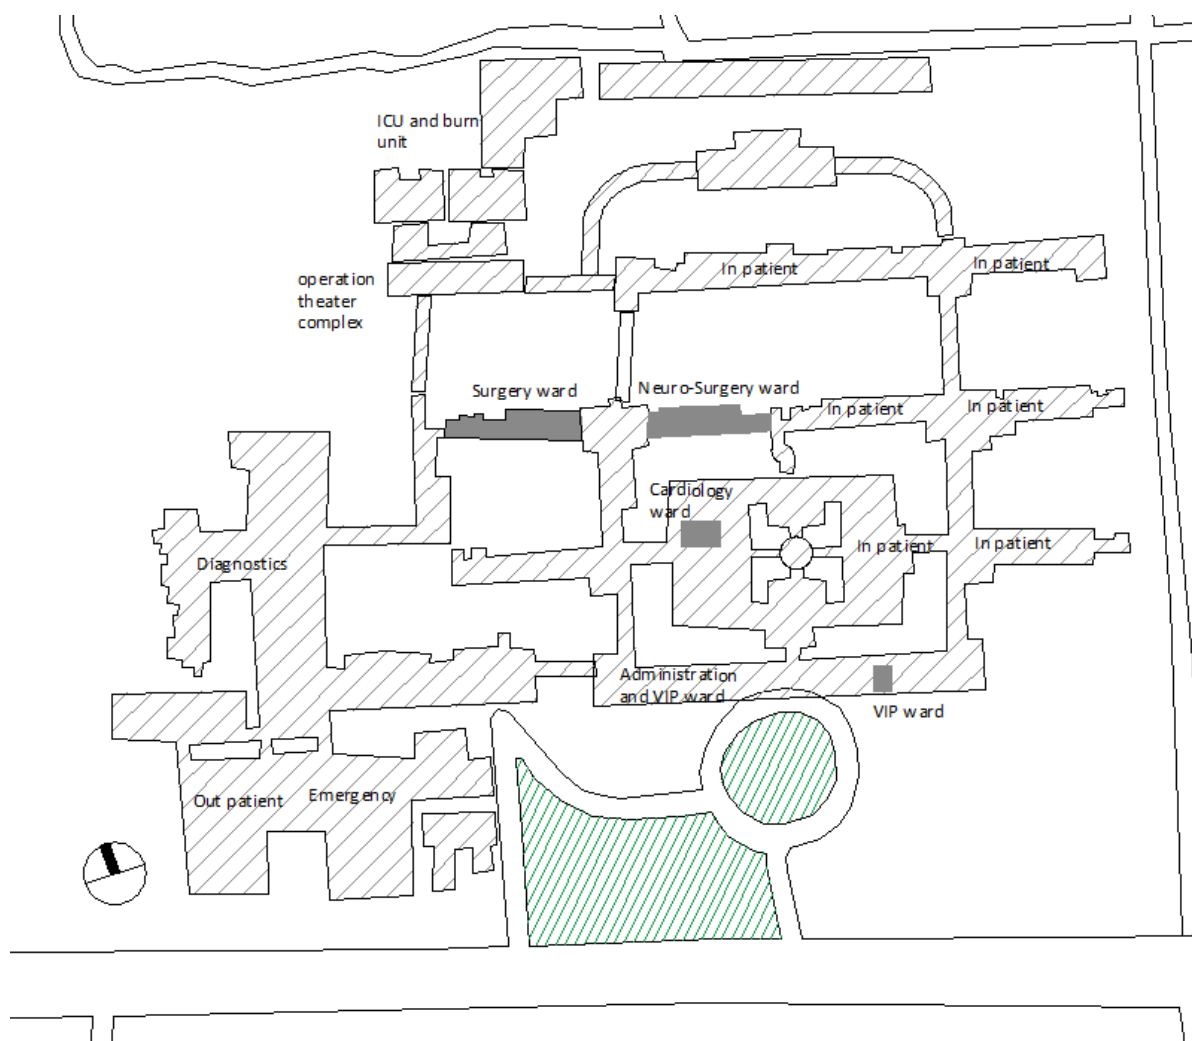 ICU and burn
unit
operation
theater
complex
In patient
In patient
Surgery ward
Neuro-Surgery ward
In patient
In patient
Cardiology
ward
In patient
In patient
Diagnostics
Administration
and VIP ward
VIP ward
Out patient
Emergency